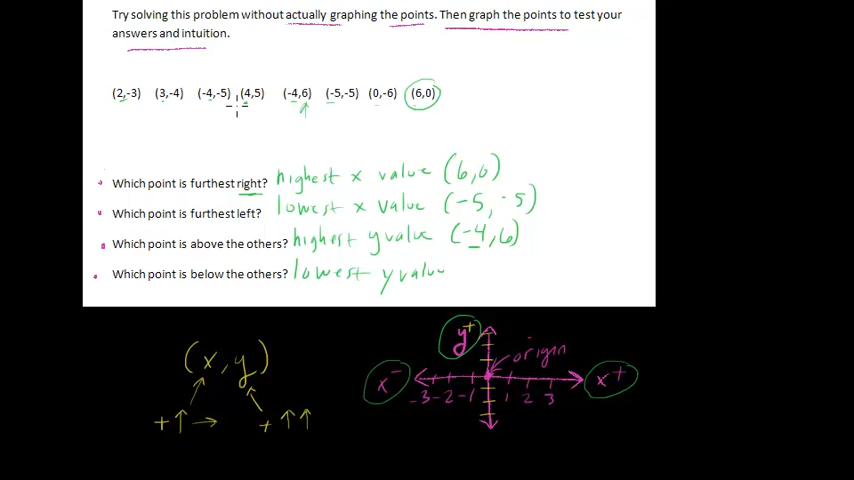 Try solving this problem without actually graphing the points. Then graph the points to test your
answers and intuition.
(2,-3) (3,-4) (-4,-5) (4,5) (-4,6) (-5,-5) (0,-6) (6,0)
Which point is furthest right? highest x value (6,0)
Which point is furthest left? lowest x value (-5,-5)
Which point is above the others? highest y value (-4,6)
Which point is below the others? lowest y value
(x,y)
+↑→ +↑↑
y+
origin
x- x+
-3 -2 -1 1 2 3